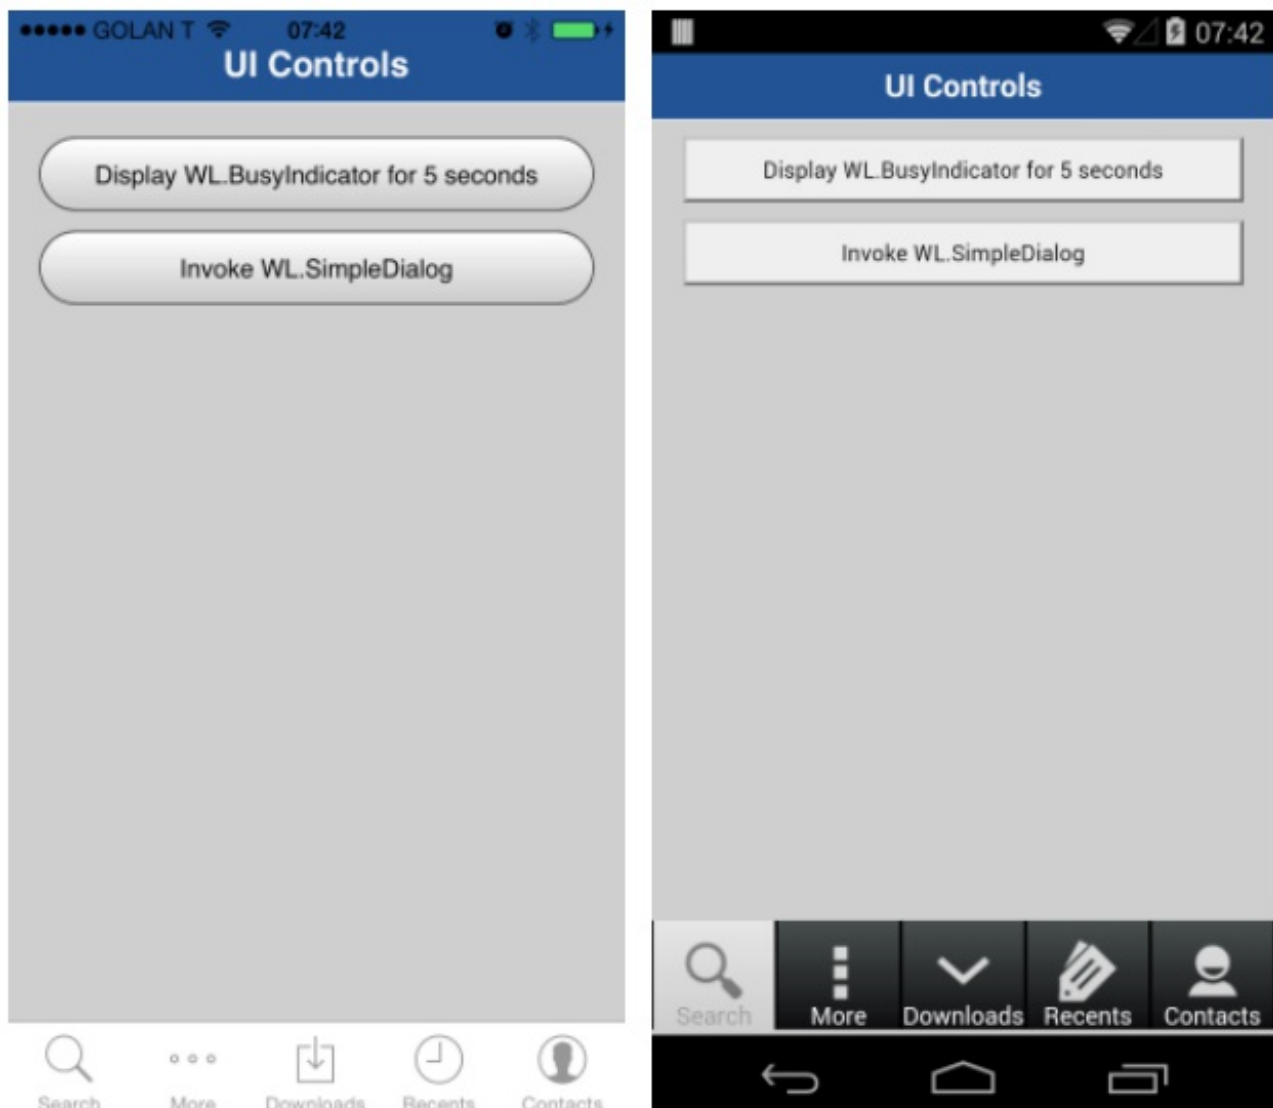 GOLAN T 07:42
UI Controls
Display WL.BusyIndicator for 5 seconds
Invoke WL.SimpleDialog
Search More Downloads Recents Contacts
07:42
UI Controls
Display WL.BusyIndicator for 5 seconds
Invoke WL.SimpleDialog
Search More Downloads Recents Contacts